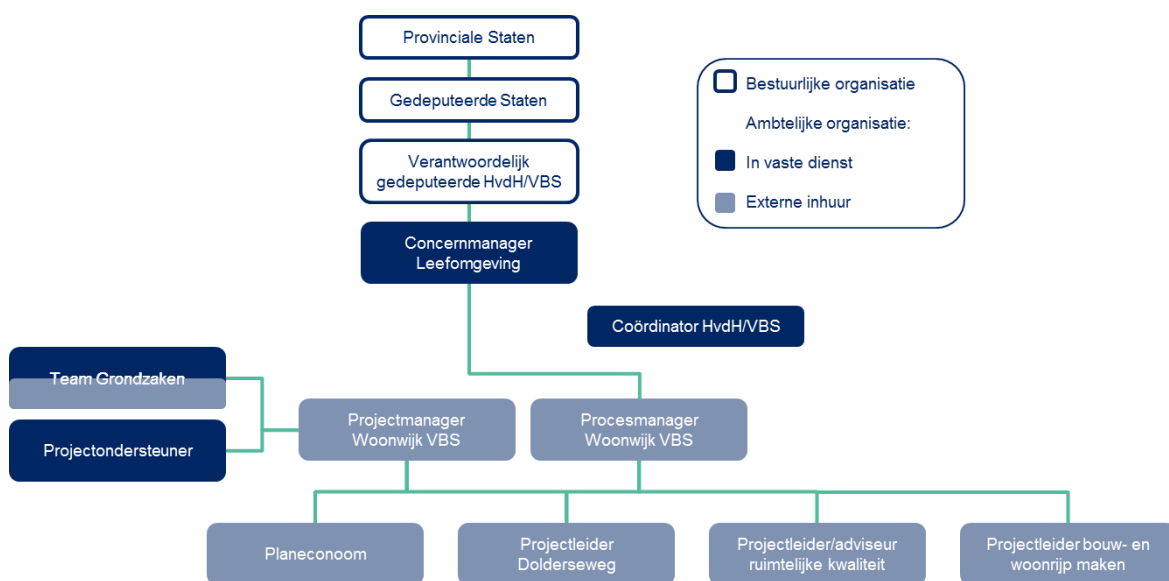 Provinciale Staten
Gedeputeerde Staten
Verantwoordelijk
gedeputeerde HvdH/VBS
Concernmanager
Leefomgeving
Bestuurlijke organisatie
Ambtelijke organisatie:
In vaste dienst
Externe inhuur
Coördinator HvdH/VBS
Team Grondzaken
Projectondersteuner
Projectmanager
Woonwijk VBS
Procesmanager
Woonwijk VBS
Planeconoom
Projectleider
Dolderseweg
Projectleider/adviseur
ruimtelijke kwaliteit
Projectleider bouw- en
woonrijp maken